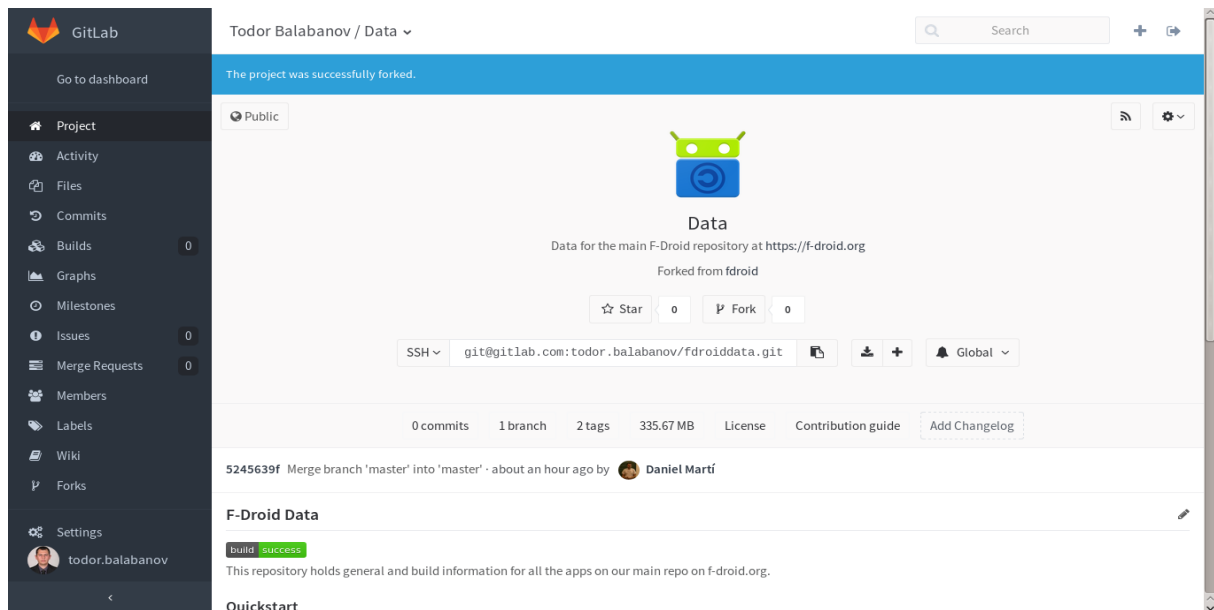 GitLab
Todor Balabanov / Data
Search
Go to dashboard
The project was successfully forked.
Project
Activity
Files
Commits
Builds 0
Graphs
Milestones
Issues 0
Merge Requests 0
Members
Labels
Wiki
Forks
Settings
todor.balabanov
Public
Data
Data for the main F-Droid repository at https://f-droid.org
Forked from fdroid
Star 0 Fork 0
SSH git@gitlab.com:todor.balabanov/fdroiddata.git Global
0 commits 1 branch 2 tags 335.67 MB License Contribution guide Add Changelog
5245639f Merge branch 'master' into 'master' · about an hour ago by Daniel Martí
F-Droid Data
build success
This repository holds general and build information for all the apps on our main repo on f-droid.org.
Quickstart